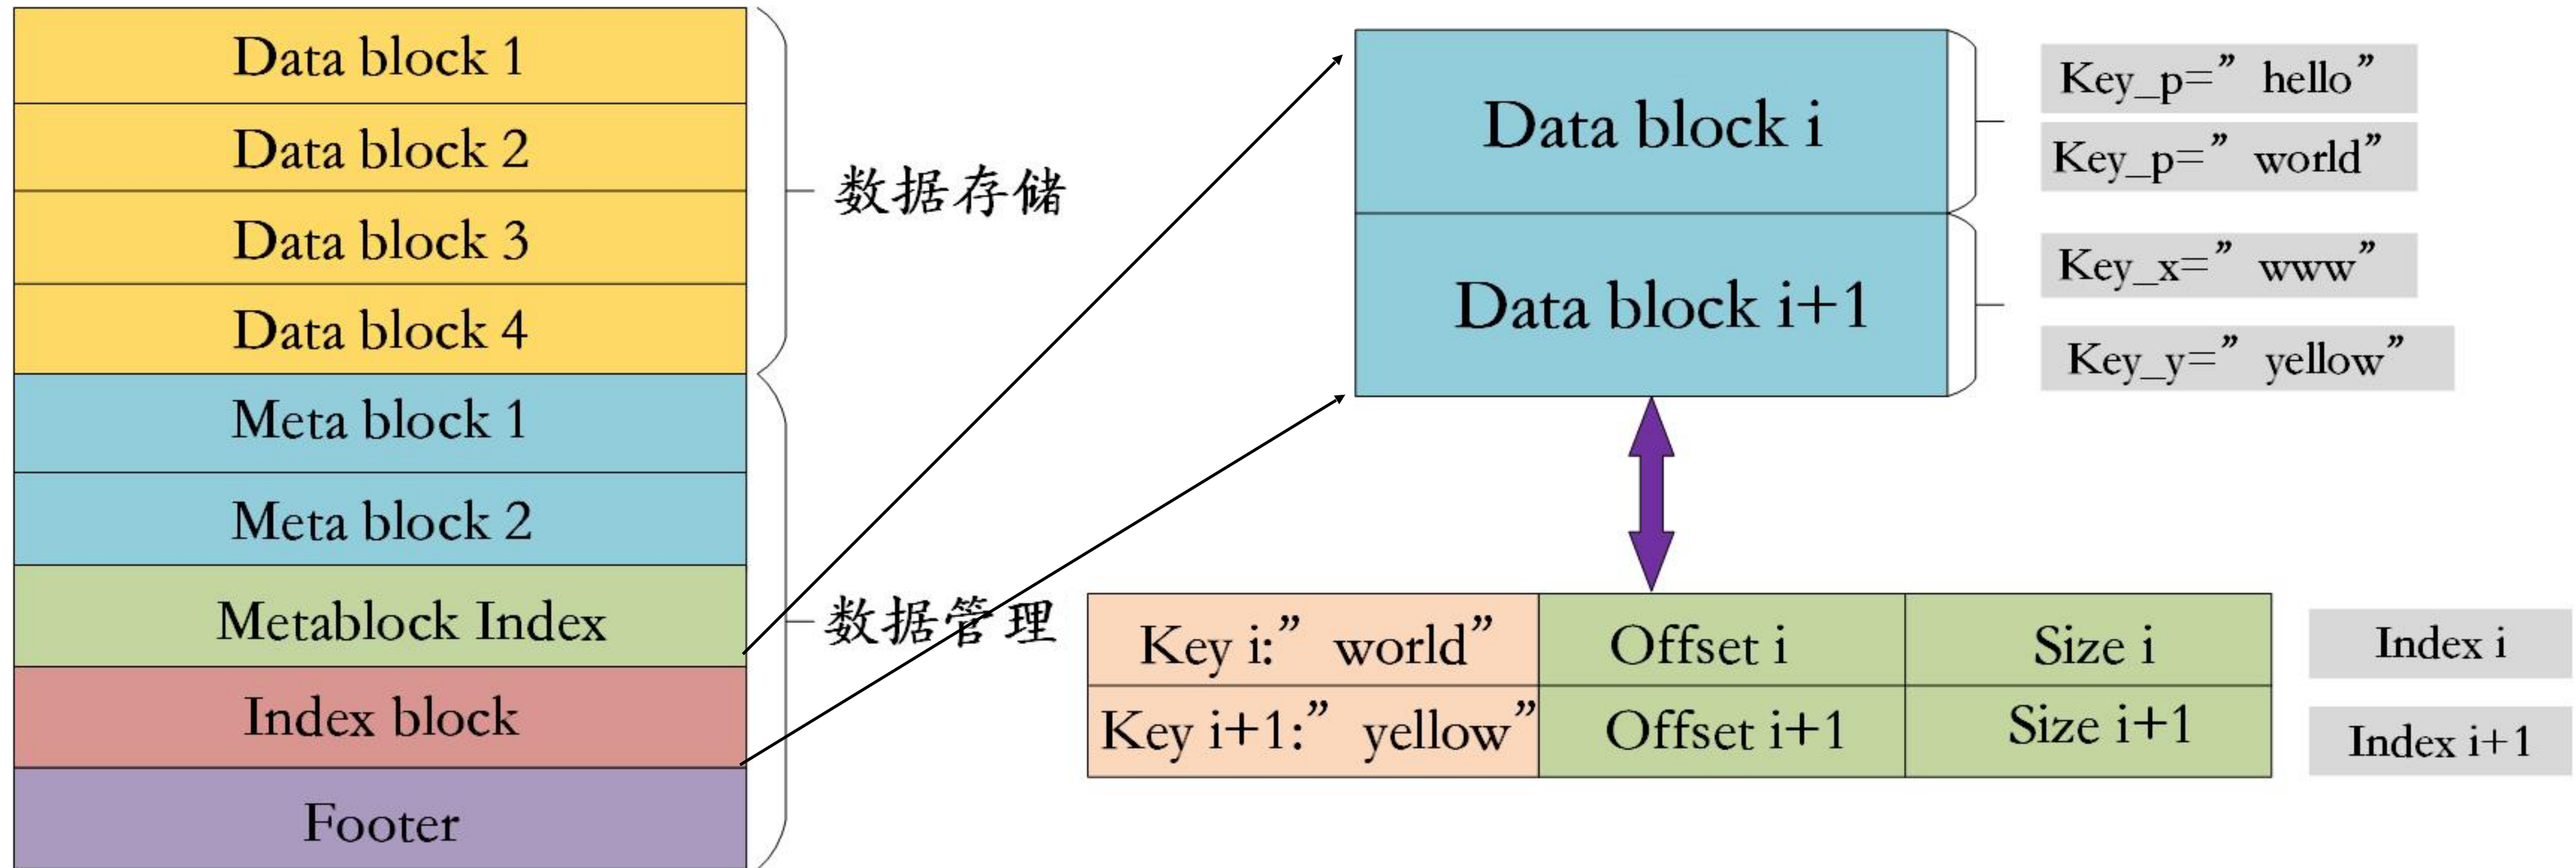 Data block 1
Data block 2
Data block 3
Data block 4
Meta block 1
Meta block 2
Metablock Index
Index block
Footer
数据存储
数据管理
Data block i
Data block i+1
Key_p=” hello”
Key_p=” world”
Key_x=” www”
Key_y=” yellow”
Key i:” world” Offset i Size i
Key i+1:” yellow” Offset i+1 Size i+1
Index i
Index i+1